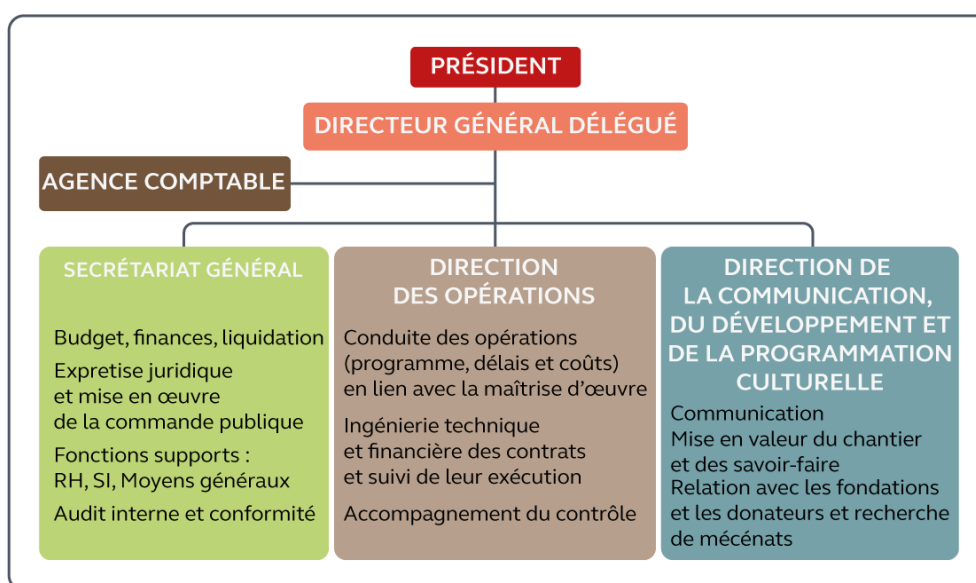 PRÉSIDENT
DIRECTEUR GÉNÉRAL DÉLÉGUÉ
AGENCE COMPTABLE
SECRÉTARIAT GÉNÉRAL
Budget, finances, liquidation
Expretise juridique
et mise en œuvre
de la commande publique
Fonctions supports :
RH, SI, Moyens généraux
Audit interne et conformité
DIRECTION
DES OPÉRATIONS
Conduite des opérations
(programme, délais et coûts)
en lien avec la maîtrise d’œuvre
Ingénierie technique
et financière des contrats
et suivi de leur exécution
Accompagnement du contrôle
DIRECTION DE
LA COMMUNICATION,
DU DÉVELOPPEMENT ET
DE LA PROGRAMMATION
CULTURELLE
Communication
Mise en valeur du chantier
et des savoir-faire
Relation avec les fondations
et les donateurs et recherche
de mécénats